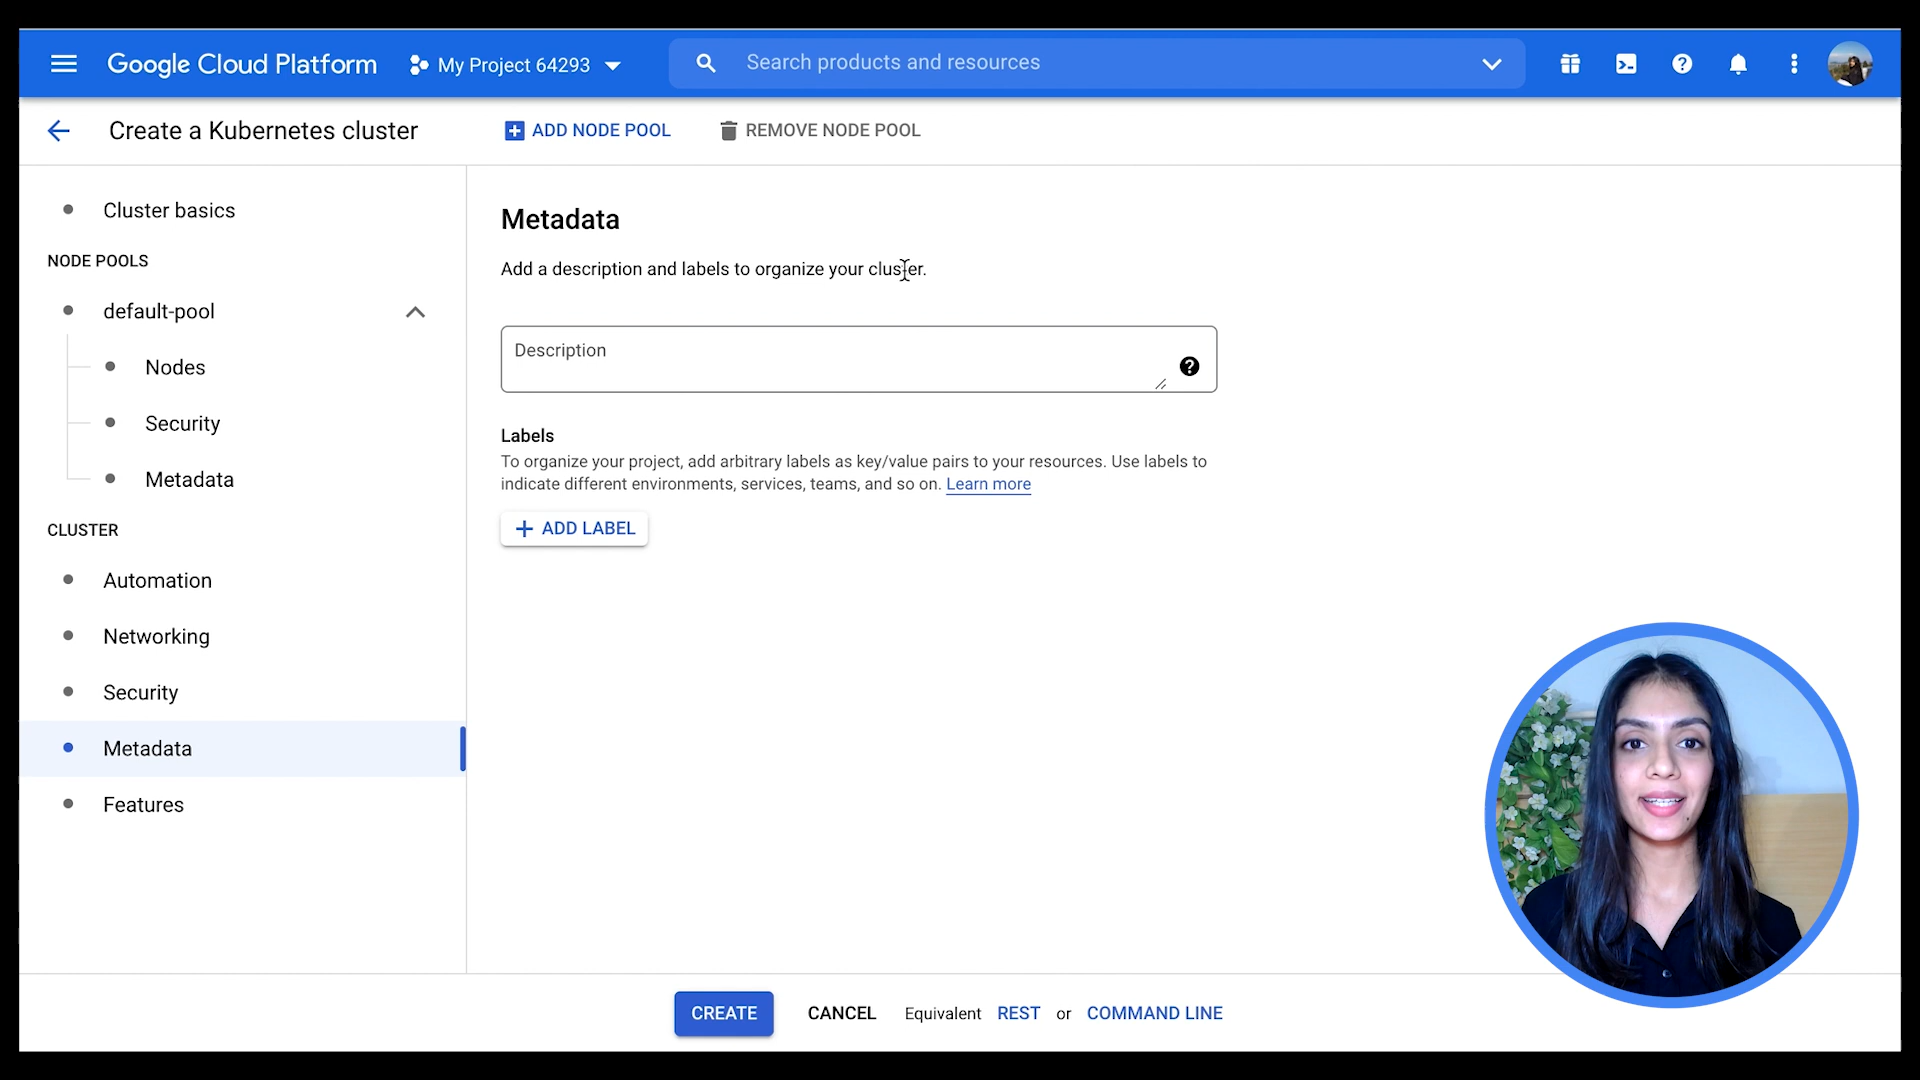 Google Cloud Platform
My Project 64293
Search products and resources
Create a Kubernetes cluster
ADD NODE POOL
REMOVE NODE POOL
Cluster basics
NODE POOLS
default-pool
Nodes
Security
Metadata
CLUSTER
Automation
Networking
Security
Metadata
Features
Metadata
Add a description and labels to organize your cluster.
Description
Labels
To organize your project, add arbitrary labels as key/value pairs to your resources. Use labels to
indicate different environments, services, teams, and so on. Learn more
ADD LABEL
CREATE
CANCEL
Equivalent REST or COMMAND LINE